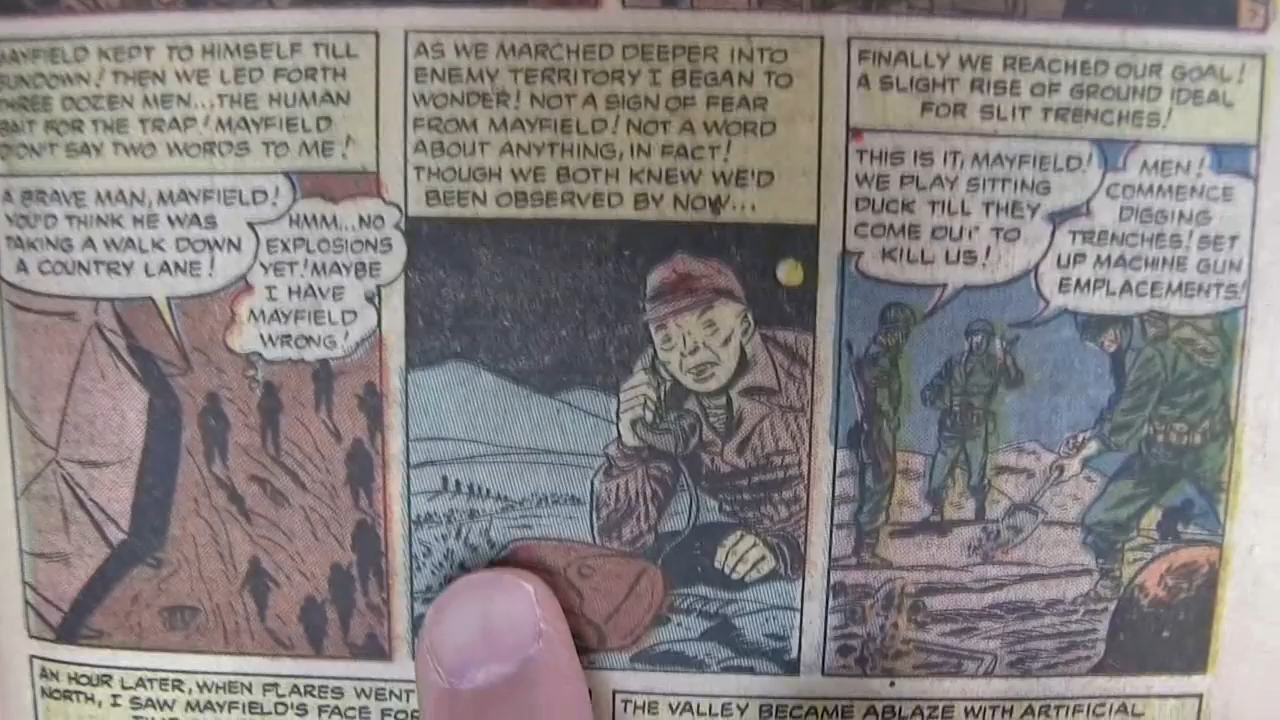 MAYFIELD KEPT TO HIMSELF TILL
SUNDOWN! THEN WE LED FORTH
THREE DOZEN MEN...THE HUMAN
BAIT FOR THE TRAP! MAYFIELD
DIDN'T SAY TWO WORDS TO ME!
A BRAVE MAN, MAYFIELD!
YOU'D THINK HE WAS
TAKING A WALK DOWN
A COUNTRY LANE!
HMM...NO
EXPLOSIONS
YET! MAYBE
I HAVE
MAYFIELD
WRONG!
AS WE MARCHED DEEPER INTO
ENEMY TERRITORY I BEGAN TO
WONDER! NOT A SIGN OF FEAR
FROM MAYFIELD! NOT A WORD
ABOUT ANYTHING, IN FACT!
THOUGH WE BOTH KNEW WE'D
BEEN OBSERVED BY NOW...
FINALLY WE REACHED OUR GOAL!
A SLIGHT RISE OF GROUND IDEAL
FOR SLIT TRENCHES!
THIS IS IT, MAYFIELD!
WE PLAY SITTING
DUCK TILL THEY
COME OUT TO
KILL US!
MEN!
COMMENCE
DIGGING
TRENCHES! SET
UP MACHINE GUN
EMPLACEMENTS!
AN HOUR LATER, WHEN FLARES WENT
NORTH, I SAW MAYFIELD'S FACE FOR
THE VALLEY BECAME ABLAZE WITH ARTIFICIAL